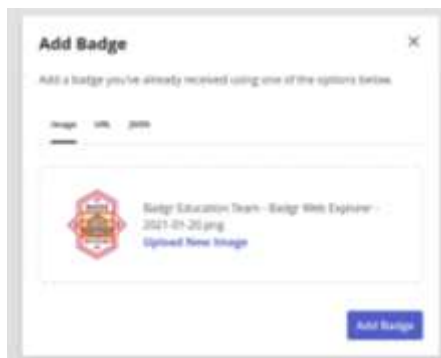 Add Badge
Add a badge you've already received using one of the options below.
Image URL JSON
Badgr Education Team - Badgr Web Explorer -
2021-01-20.png
Upload New Image
Add Badge